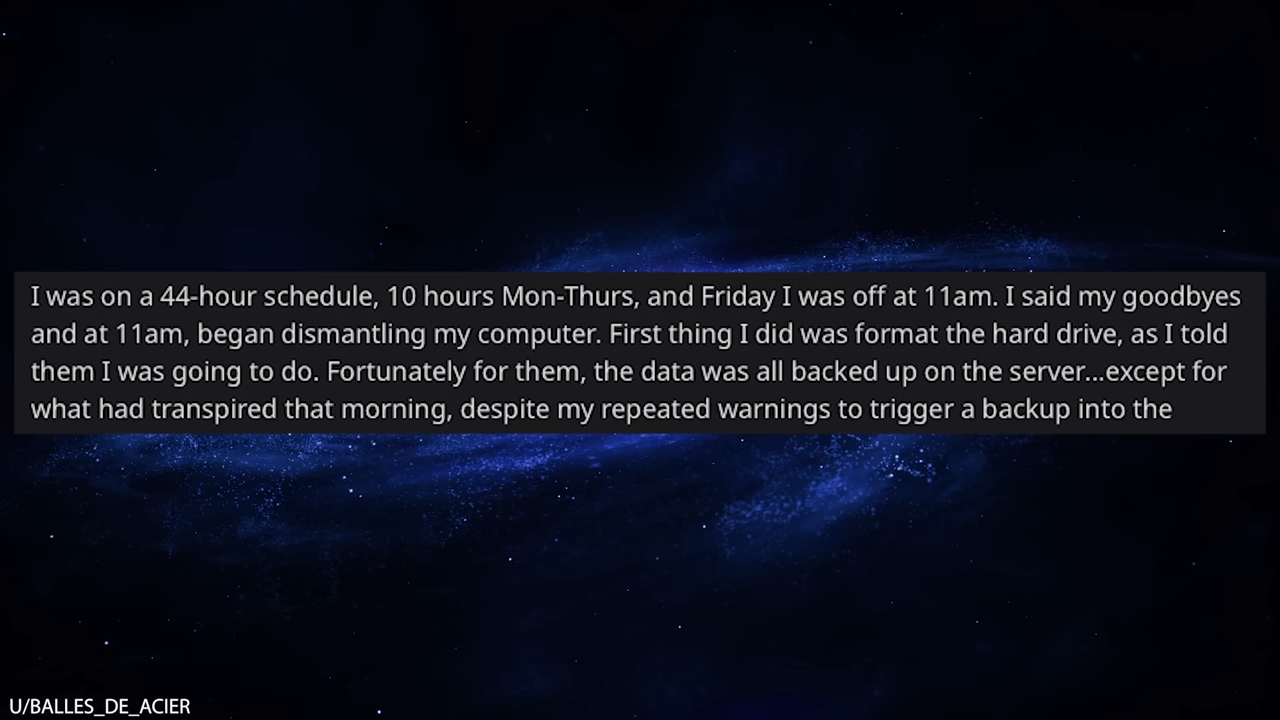 I was on a 44-hour schedule, 10 hours Mon-Thurs, and Friday I was off at 11am. I said my goodbyes
and at 11am, began dismantling my computer. First thing I did was format the hard drive, as I told
them I was going to do. Fortunately for them, the data was all backed up on the server...except for
what had transpired that morning, despite my repeated warnings to trigger a backup into the
U/BALLES_DE_ACIER